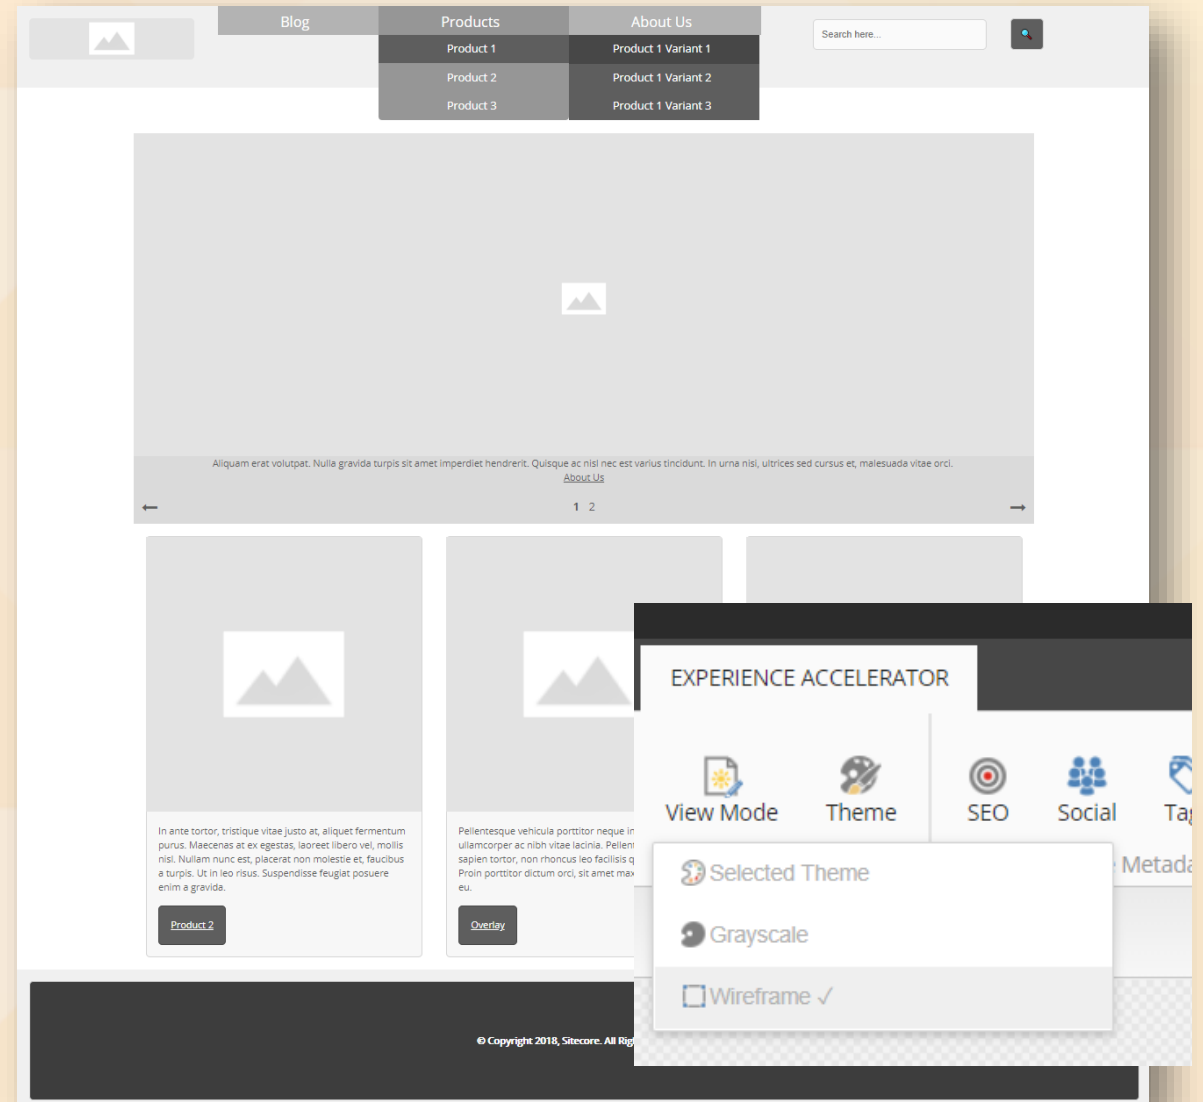 Blog Products About Us
Search here...
Product 1 Product 1 Variant 1
Product 2 Product 1 Variant 2
Product 3 Product 1 Variant 3
Aliquam erat volutpat. Nulla gravida turpis sit amet imperdiet hendrerit. Quisque ac nisl nec est varius tincidunt. In urna nisi, ultrices sed cursus et, malesuada vitae orci.
About Us
1 2
In ante tortor, tristique vitae justo at, aliquet fermentum
purus. Maecenas at ex egestas, laoreet libero vel, mollis
nisl. Nullam nunc est, placerat non molestie et, faucibus
a turpis. Ut in leo risus. Suspendisse feugiat posuere
enim a gravida.
Product 2
Pellentesque vehicula porttitor neque in
ullamcorper ac nibh vitae lacinia.
sapien tortor, non rhoncus leo facilisis
Proin porttitor dictum orci, sit amet
eu.
Overlay
EXPERIENCE ACCELERATOR
View Mode Theme SEO Social
Selected Theme
Grayscale
Wireframe ✓
© Copyright 2018, Sitecore. All